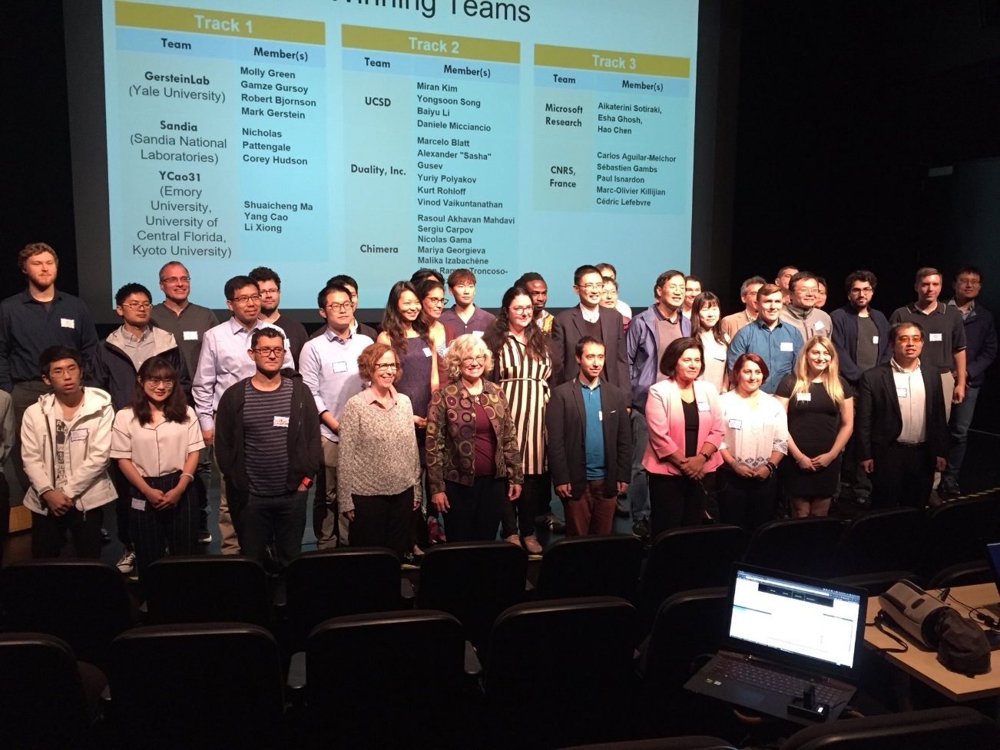 Winning Teams
Track 1
Team Member(s)
GersteinLab
(Yale University)
Molly Green
Gamze Gursoy
Robert Bjornson
Mark Gerstein
Sandia
(Sandia National
Laboratories)
Nicholas
Pattengale
Corey Hudson
YCao31
(Emory
University,
University of
Central Florida,
Kyoto University)
Shuaicheng Ma
Yang Cao
Li Xiong
Track 2
Team Member(s)
UCSD
Miran Kim
Yongsoon Song
Baiyu Li
Daniele Micciancio
Duality, Inc.
Marcelo Blatt
Alexander "Sasha"
Gusev
Yuriy Polyakov
Kurt Rohloff
Vinod Vaikuntanathan
Chimera
Rasoul Akhavan Mahdavi
Sergiu Carpov
Nicolas Gama
Mariya Georgieva
Malika Izabachène
Troncoso-
Track 3
Team Member(s)
Microsoft
Research
Aikaterini Sotiraki,
Esha Ghosh,
Hao Chen
CNRS,
France
Carlos Aguilar-Melchor
Sébastien Gambs
Paul Isnardon
Marc-Olivier Killijian
Cédric Lefebvre